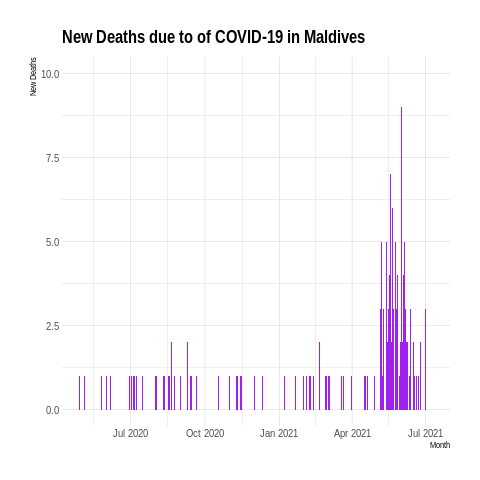 New Deaths due to of COVID-19 in Maldives
New Deaths
10.0
7.5
5.0
2.5
0.0
Jul 2020 Oct 2020 Jan 2021 Apr 2021 Jul 2021
Month